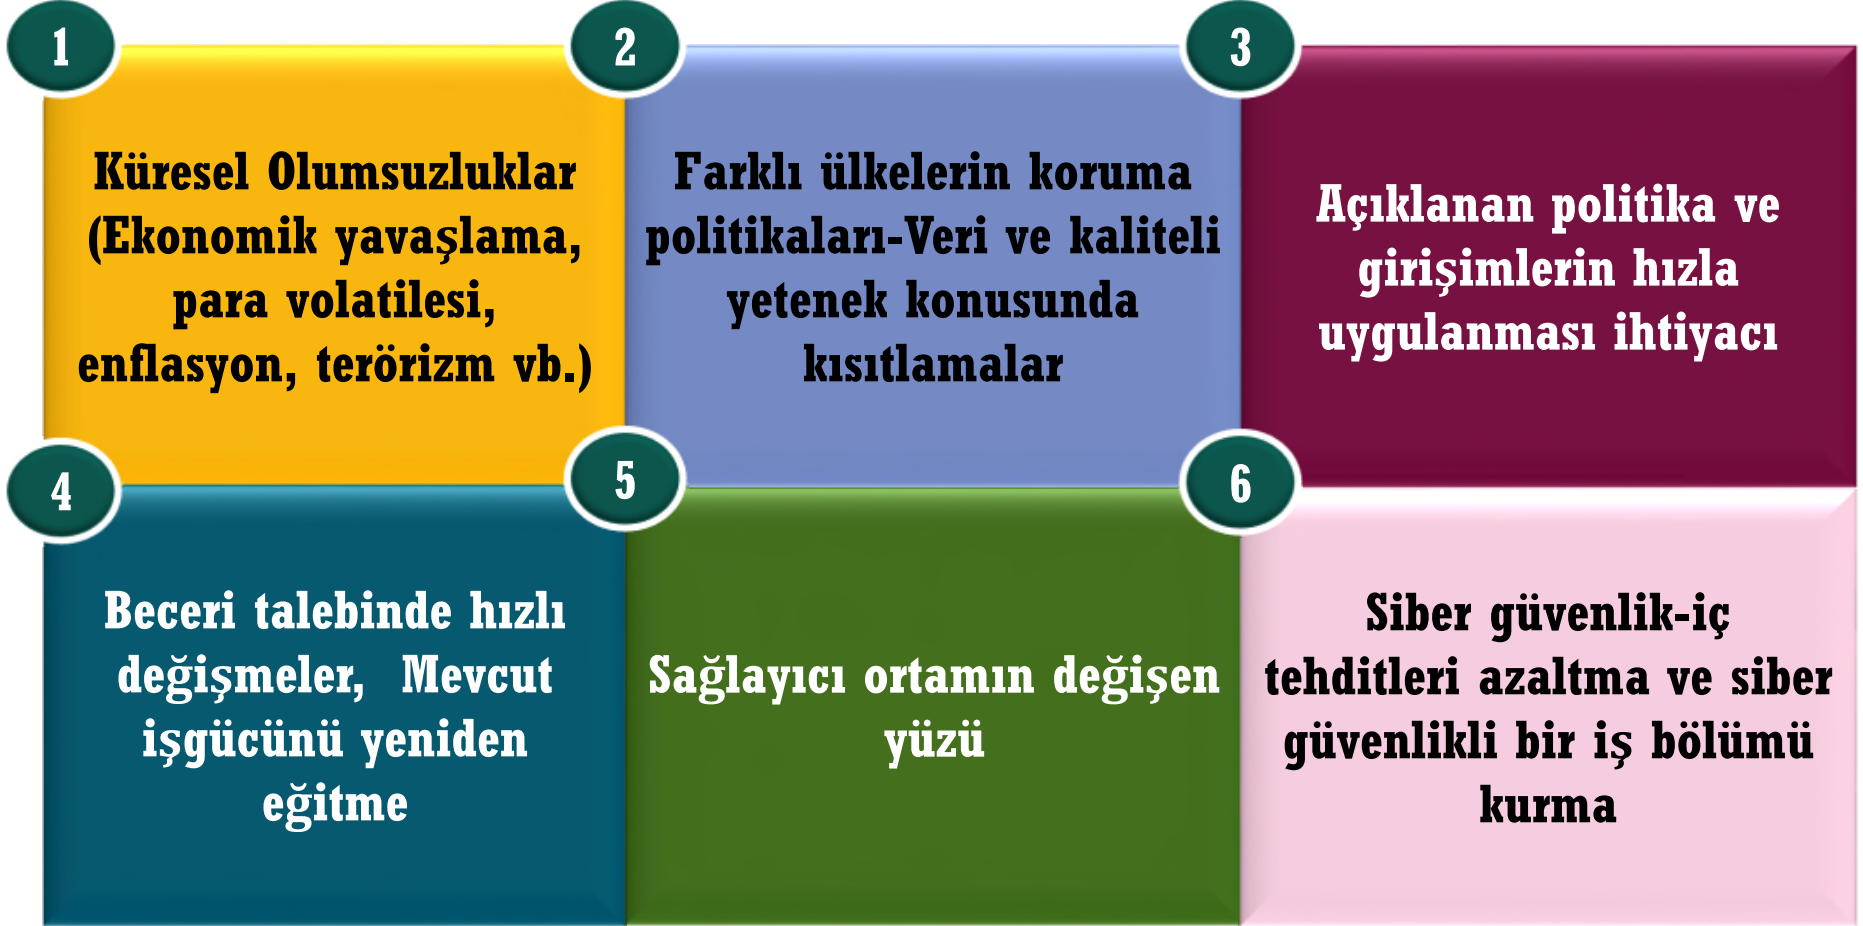 1
Küresel Olumsuzluklar
(Ekonomik yavaşlama,
para volatilesi,
enflasyon, terörizm vb.)
2
Farklı ülkelerin koruma
politikaları-Veri ve kaliteli
yetenek konusunda
kısıtlamalar
3
Açıklanan politika ve
girişimlerin hızla
uygulanması ihtiyacı
4
Beceri talebinde hızlı
değişmeler, Mevcut
işgücünü yeniden
eğitme
5
Sağlayıcı ortamın değişen
yüzü
6
Siber güvenlik-iç
tehditleri azaltma ve siber
güvenlikli bir iş bölümü
kurma